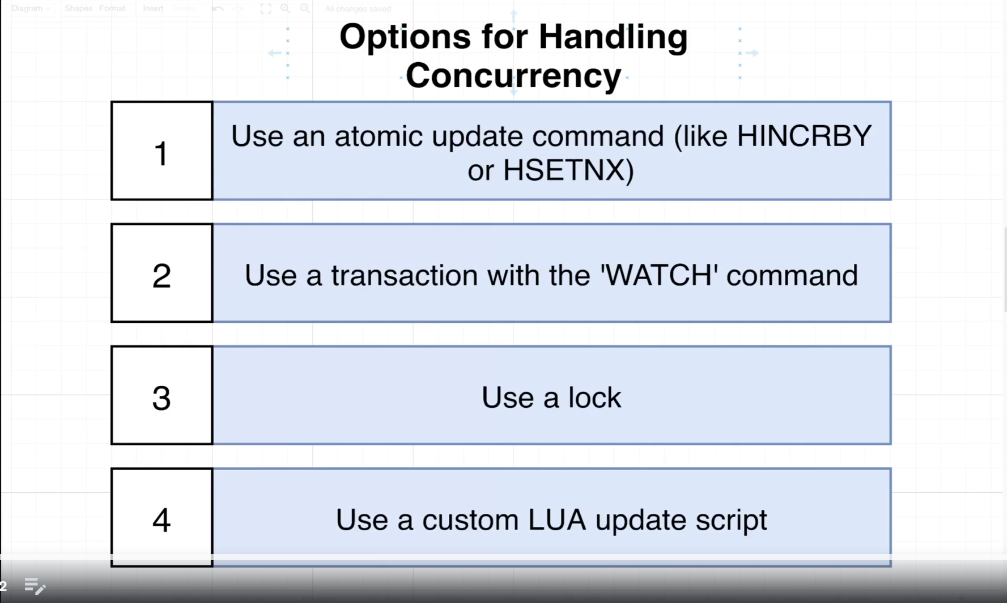 Diagram Shapes Format Insert All changes saved
Options for Handling
Concurrency
1
Use an atomic update command (like HINCRBY
or HSETNX)
2
Use a transaction with the 'WATCH' command
3
Use a lock
4
Use a custom LUA update script
2